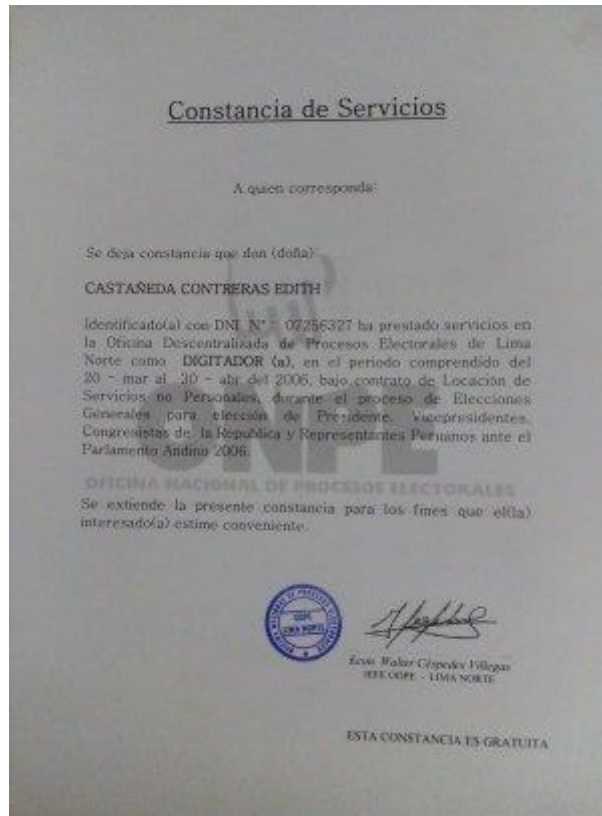 Constancia de Servicios
A quien corresponda:
Se deja constancia que don (doña)
CASTAÑEDA CONTRERAS EDITH
Identificado(a) con DNI N° 07256327 ha prestado servicios en
la Oficina Descentralizada de Procesos Electorales de Lima
Norte como DIGITADOR (a), en el periodo comprendido del
20 - mar al 30 - abr del 2006, bajo contrato de Locación de
Servicios no Personales, durante el proceso de Elecciones
Generales para elección de Presidente, Vicepresidentes,
Congresistas de la Republica y Representantes Peruanos ante el
Parlamento Andino 2006.
ONPE
OFICINA NACIONAL DE PROCESOS ELECTORALES
Se extiende la presente constancia para los fines que el(la)
interesado(a) estime conveniente.
LIMA NORTE
Econ. Walter Céspedes Villegas
JEFE ODPE - LIMA NORTE
ESTA CONSTANCIA ES GRATUITA